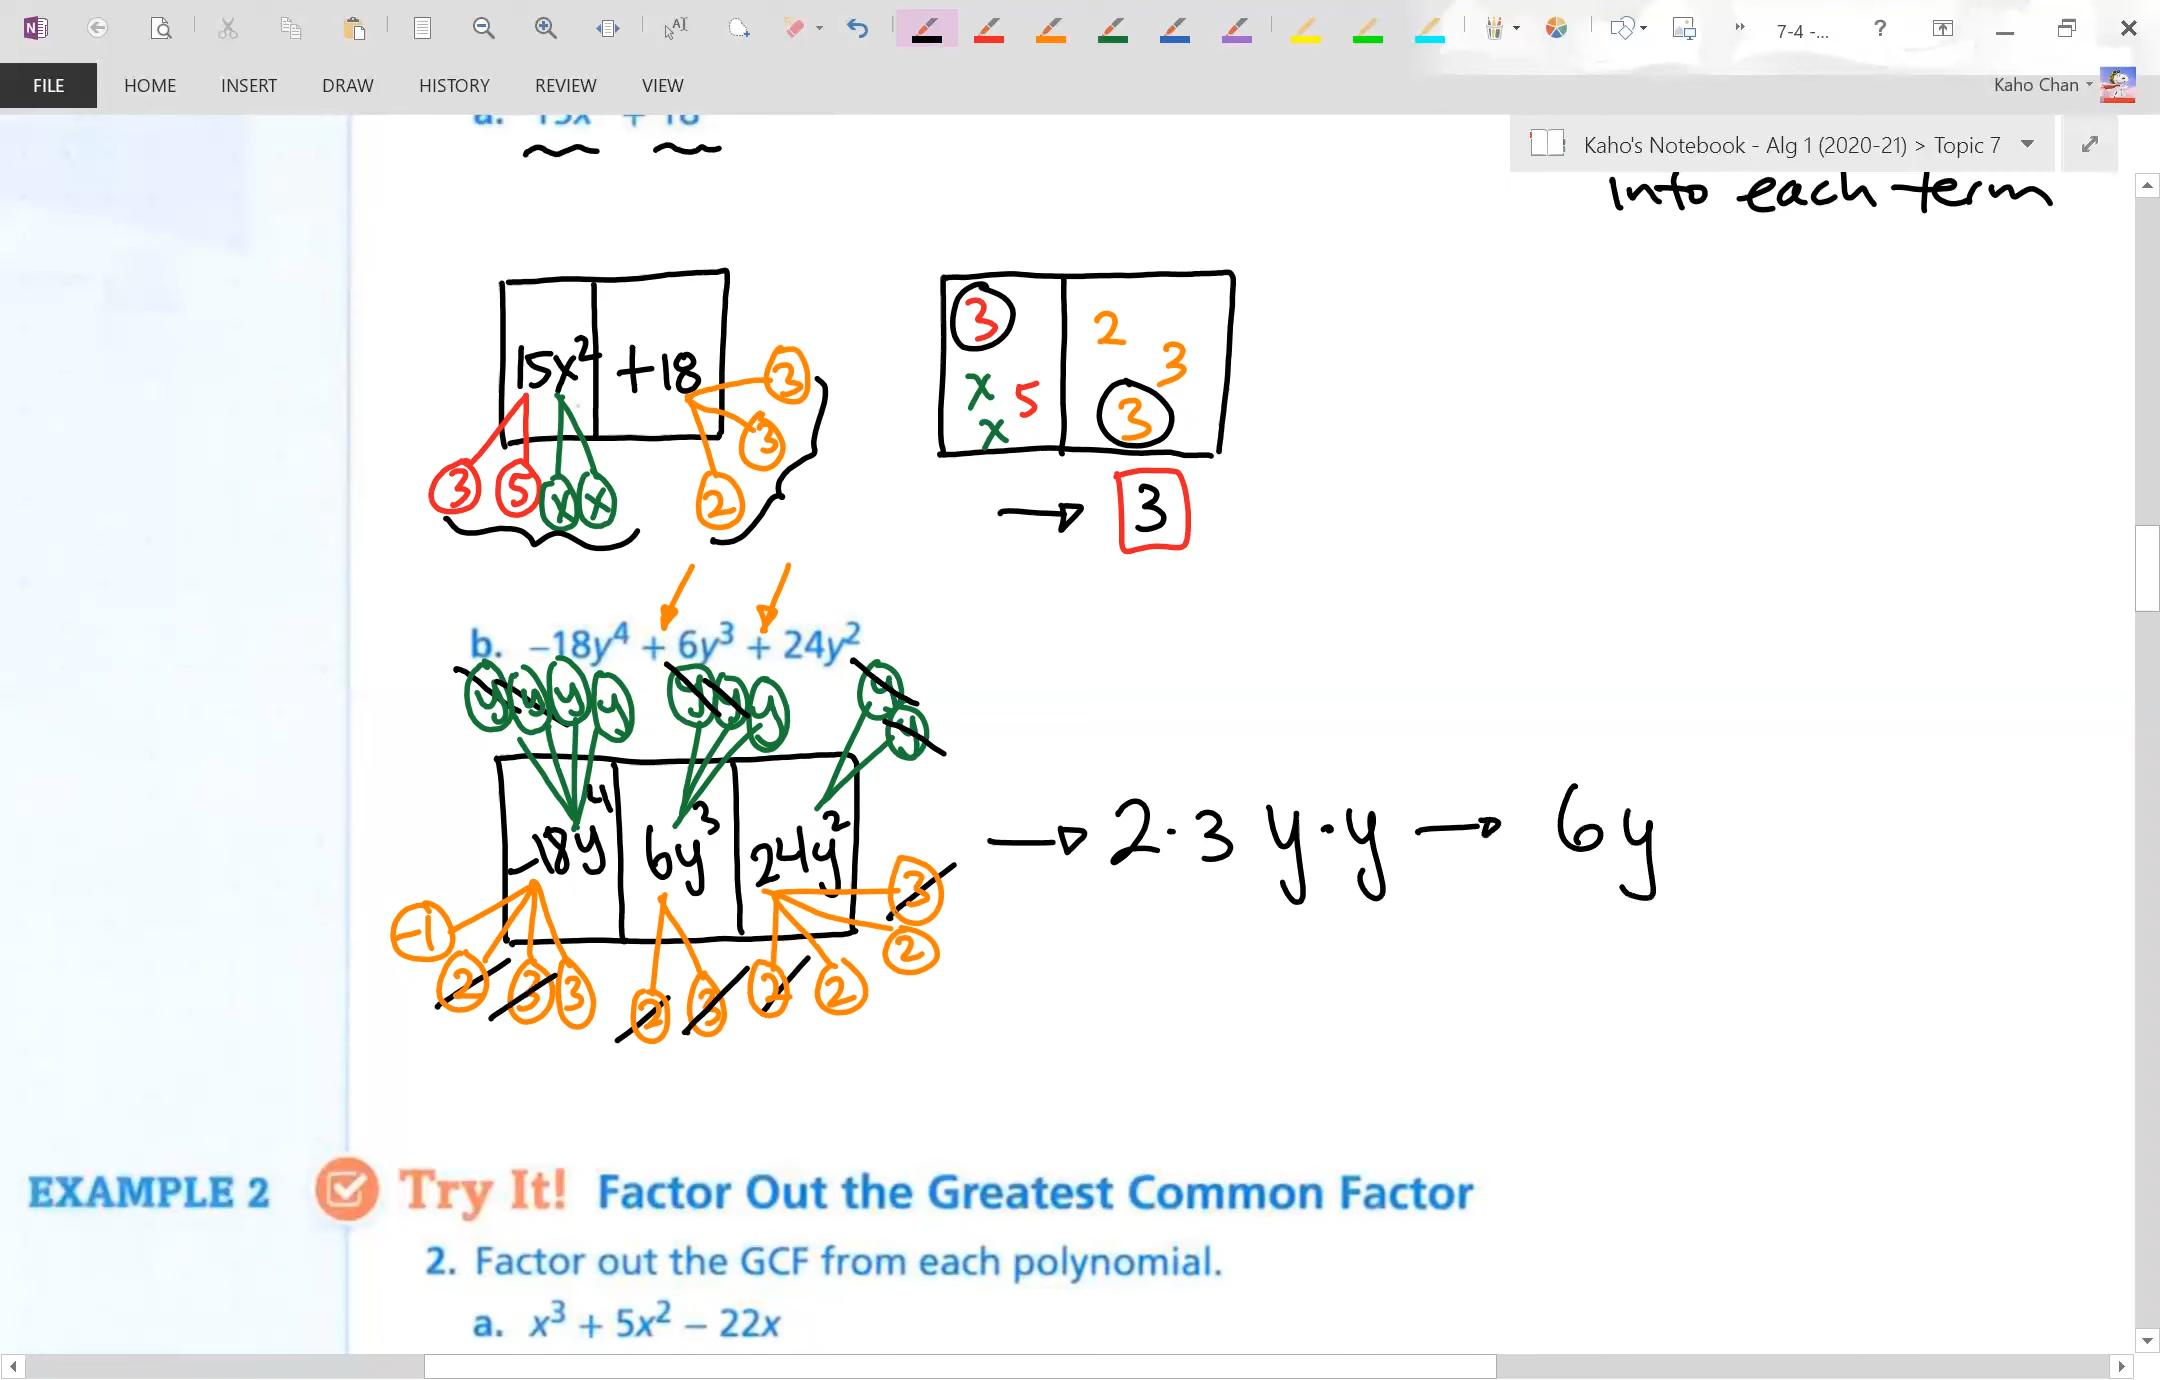 7-4 -...
?
FILE HOME INSERT DRAW HISTORY REVIEW VIEW
Kaho Chan
a. 15x² + 18
Kaho's Notebook - Alg 1 (2020-21) > Topic 7
into each term
15x² +18
3
3
2
3 5 x x
3
x 5
x
2
3
3
3
b. −18y⁴ + 6y³ + 24y²
y y y y
y y y
y y
-18y⁴ 6y³ 24y²
2·3 y·y → 6y
-1 2 3 3
2 3
2 2 2 3
EXAMPLE 2 Try It! Factor Out the Greatest Common Factor
2. Factor out the GCF from each polynomial.
a. x³ + 5x² − 22x